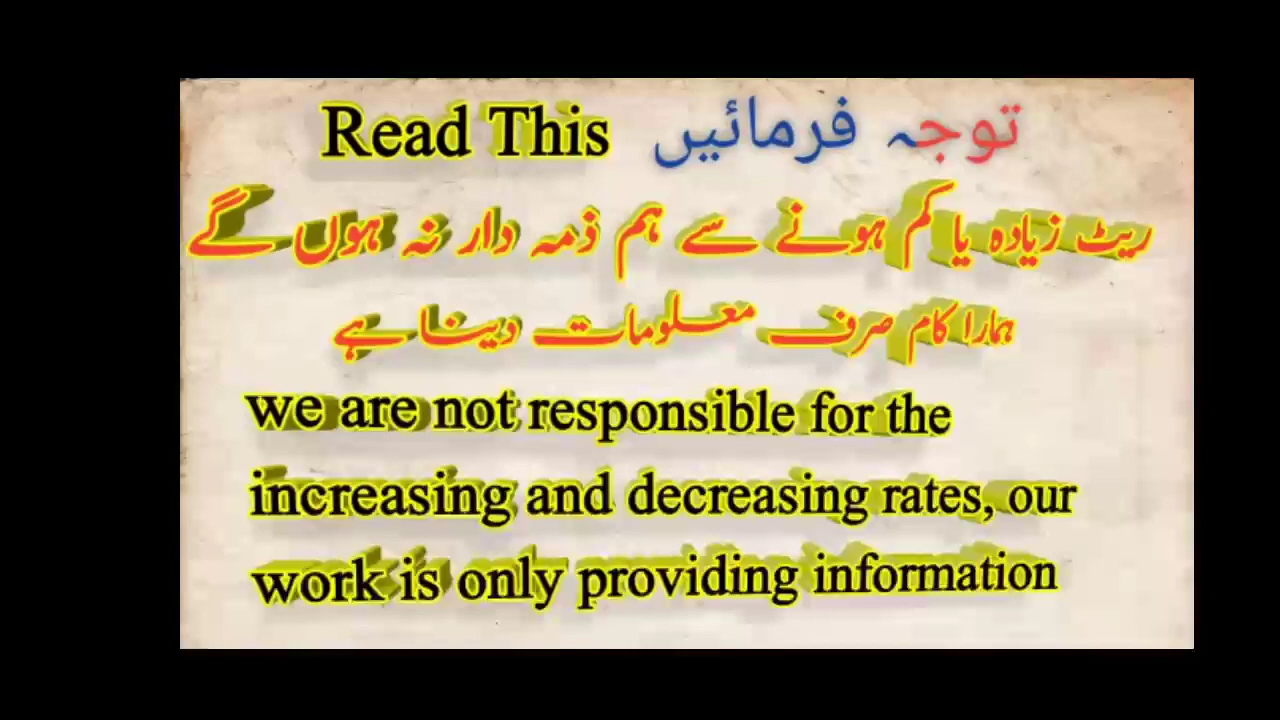 Read This توجہ فرمائیں
ریٹ زیادہ یا کم ہونے سے ہم ذمہ دار نہ ہوں گے
ہمارا کام صرف معلومات دینا ہے
we are not responsible for the
increasing and decreasing rates, our
work is only providing information